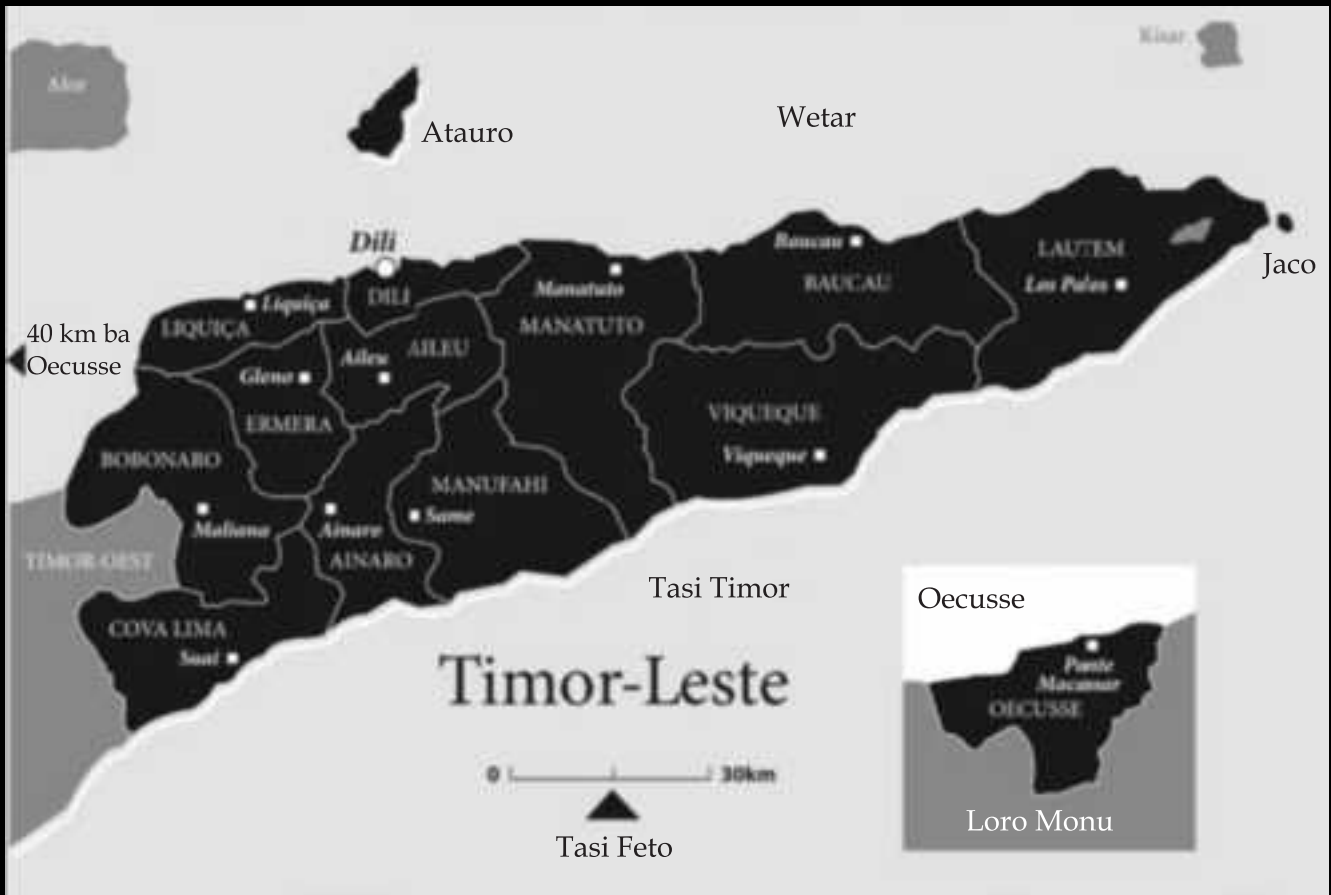 Kisar
Alor
Wetar
Atauro
Dili
Baucau
LAUTEM
Jaco
Manatuto
BAUCAU
Los Palos
Liquiça
DILI
LIQUIÇA
MANATUTO
40 km ba
Oecusse
Aileu
AILEU
Gleno
ERMERA
VIQUEQUE
Viqueque
BOBONARO
MANUFAHI
Maliana
Ainaro
Same
TIMOR-OEST
AINARO
Tasi Timor
COVA LIMA
Suai
Timor-Leste
0 30km
Tasi Feto
Oecusse
Pante
Macassar
OECUSSE
Loro Monu